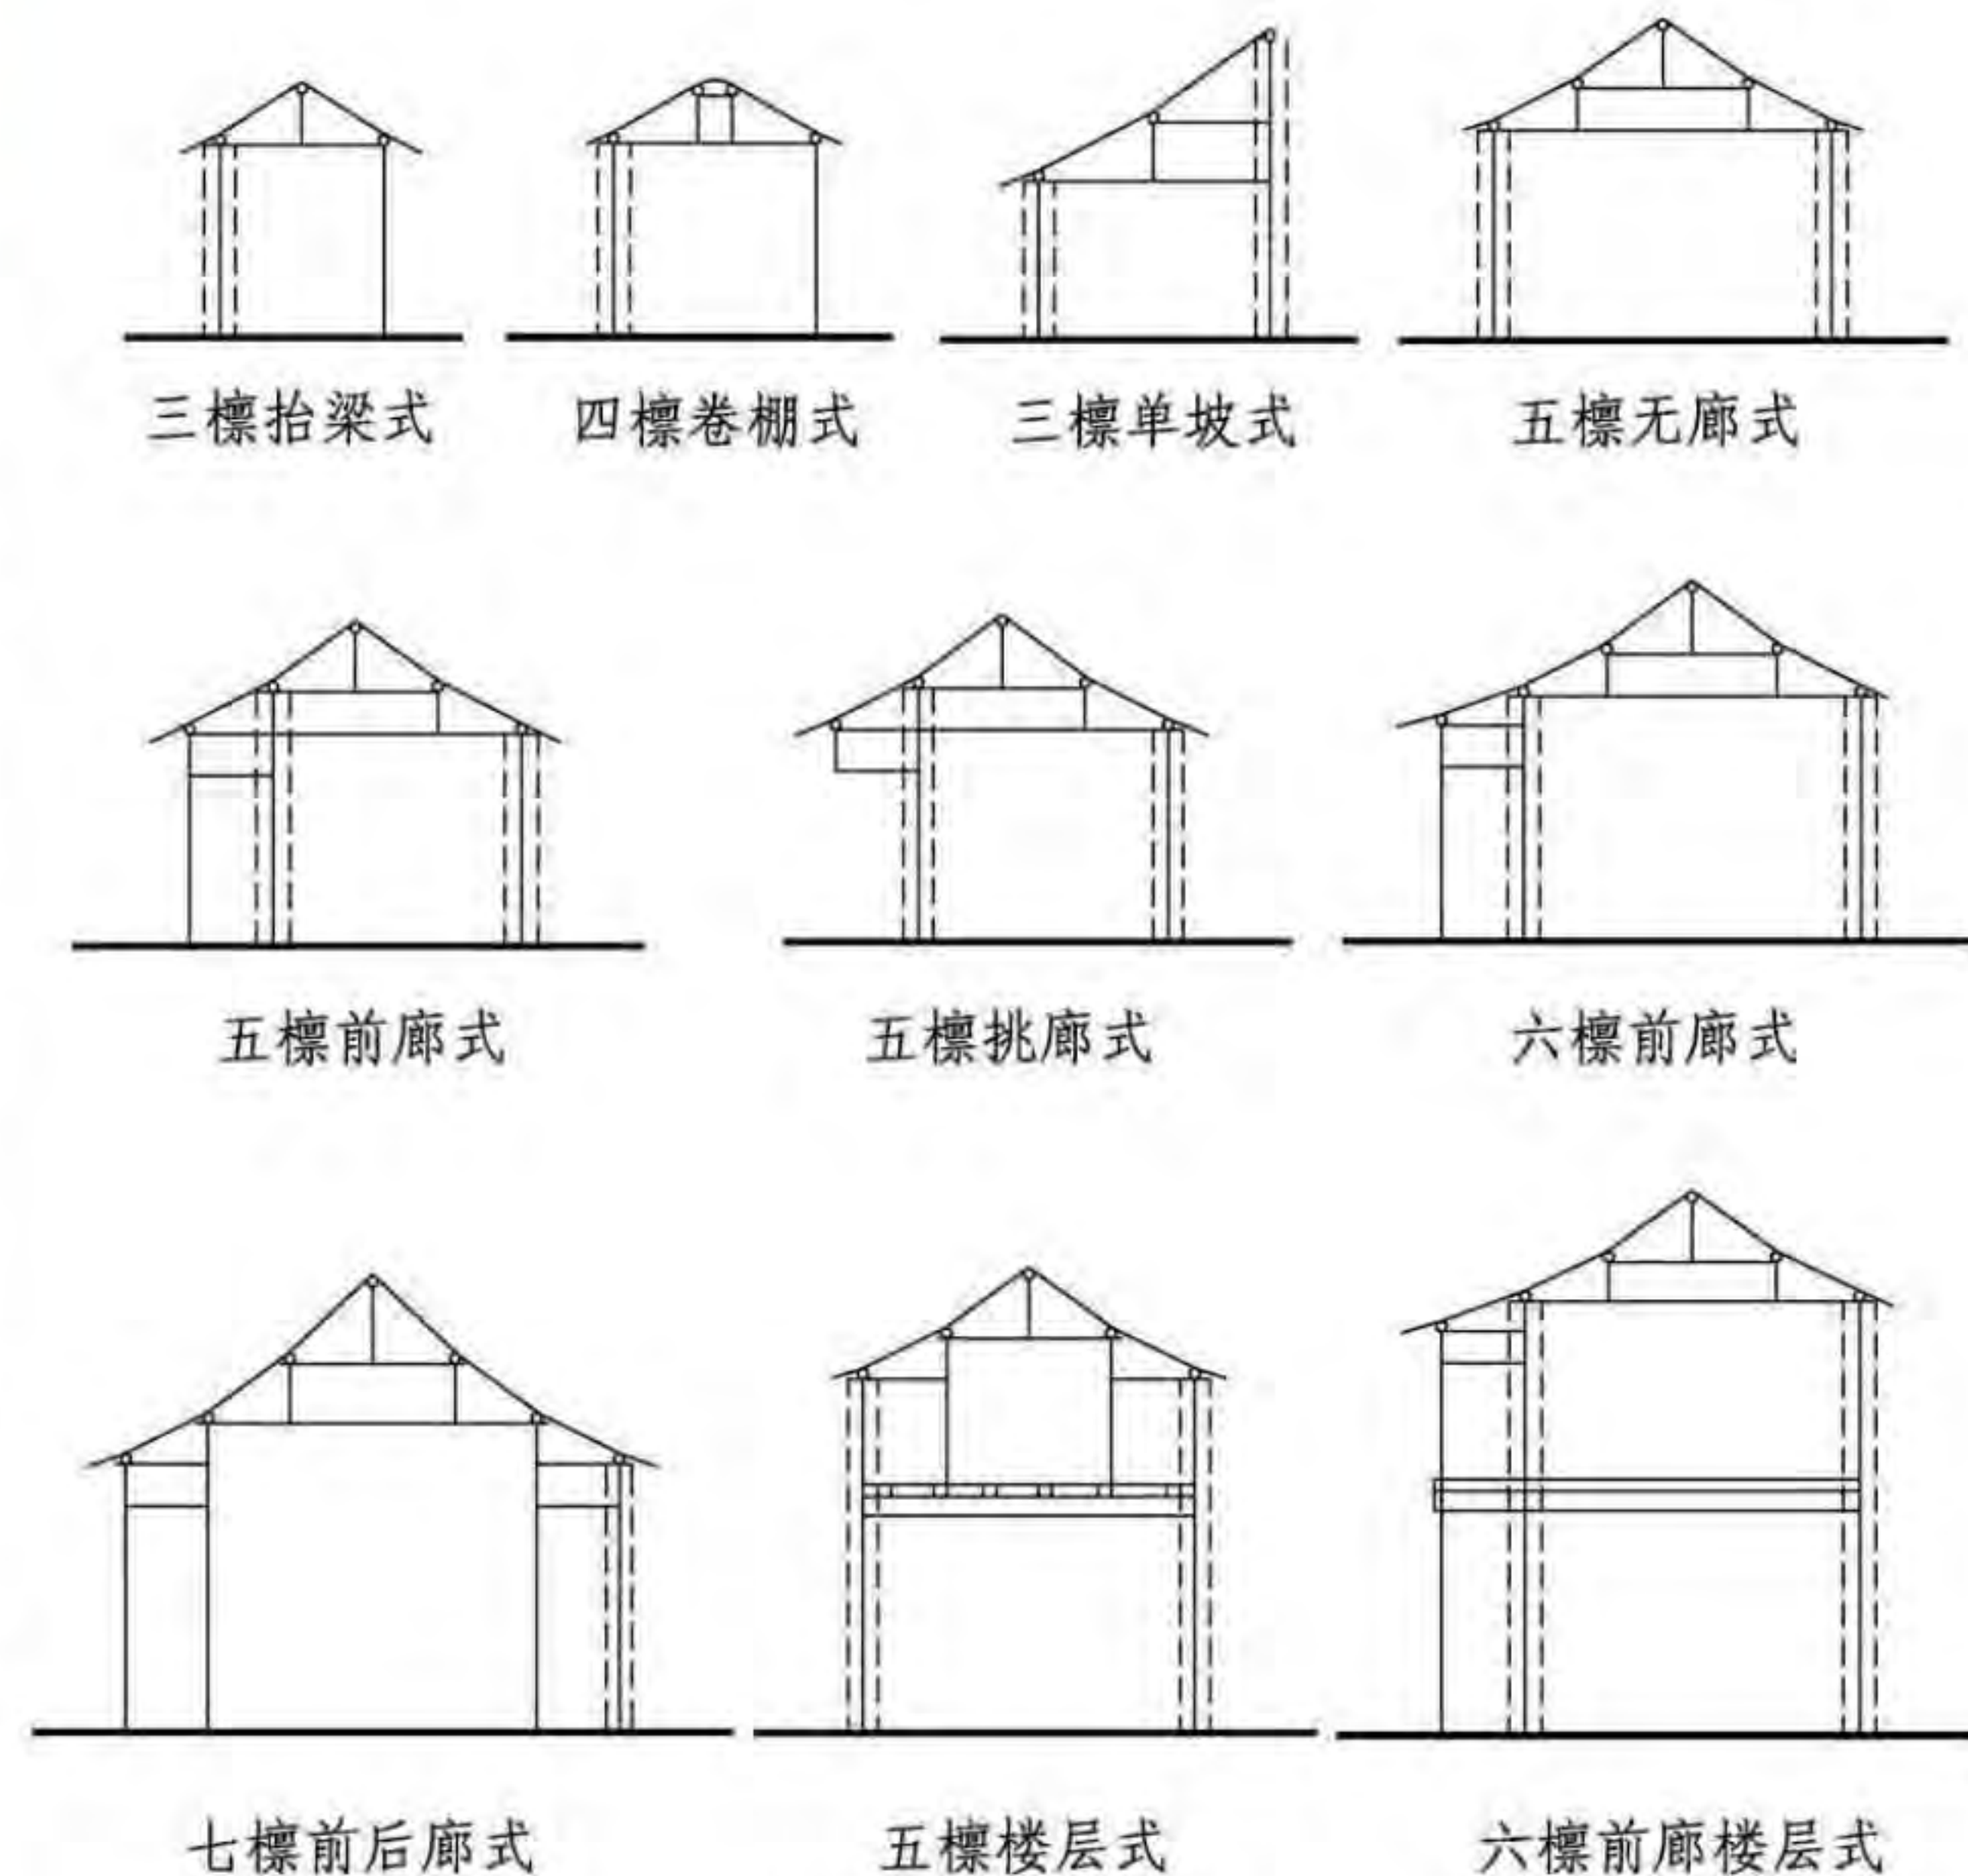 三檩抬梁式 四檩卷棚式 三檩单坡式 五檩无廊式
五檩前廊式 五檩挑廊式 六檩前廊式
七檩前后廊式 五檩楼层式 六檩前廊楼层式